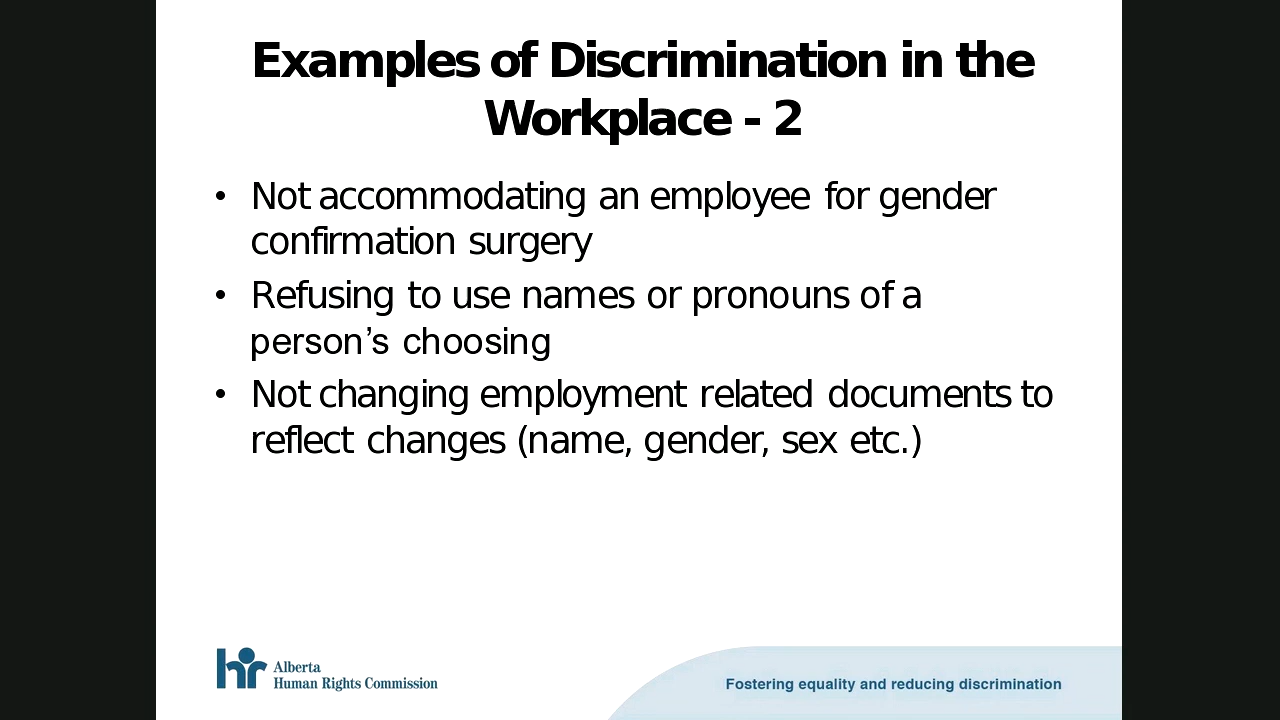 Examples of Discrimination in the
Workplace - 2
• Not accommodating an employee for gender
confirmation surgery
• Refusing to use names or pronouns of a
person’s choosing
• Not changing employment related documents to
reflect changes (name, gender, sex etc.)
hr Alberta
Human Rights Commission
Fostering equality and reducing discrimination